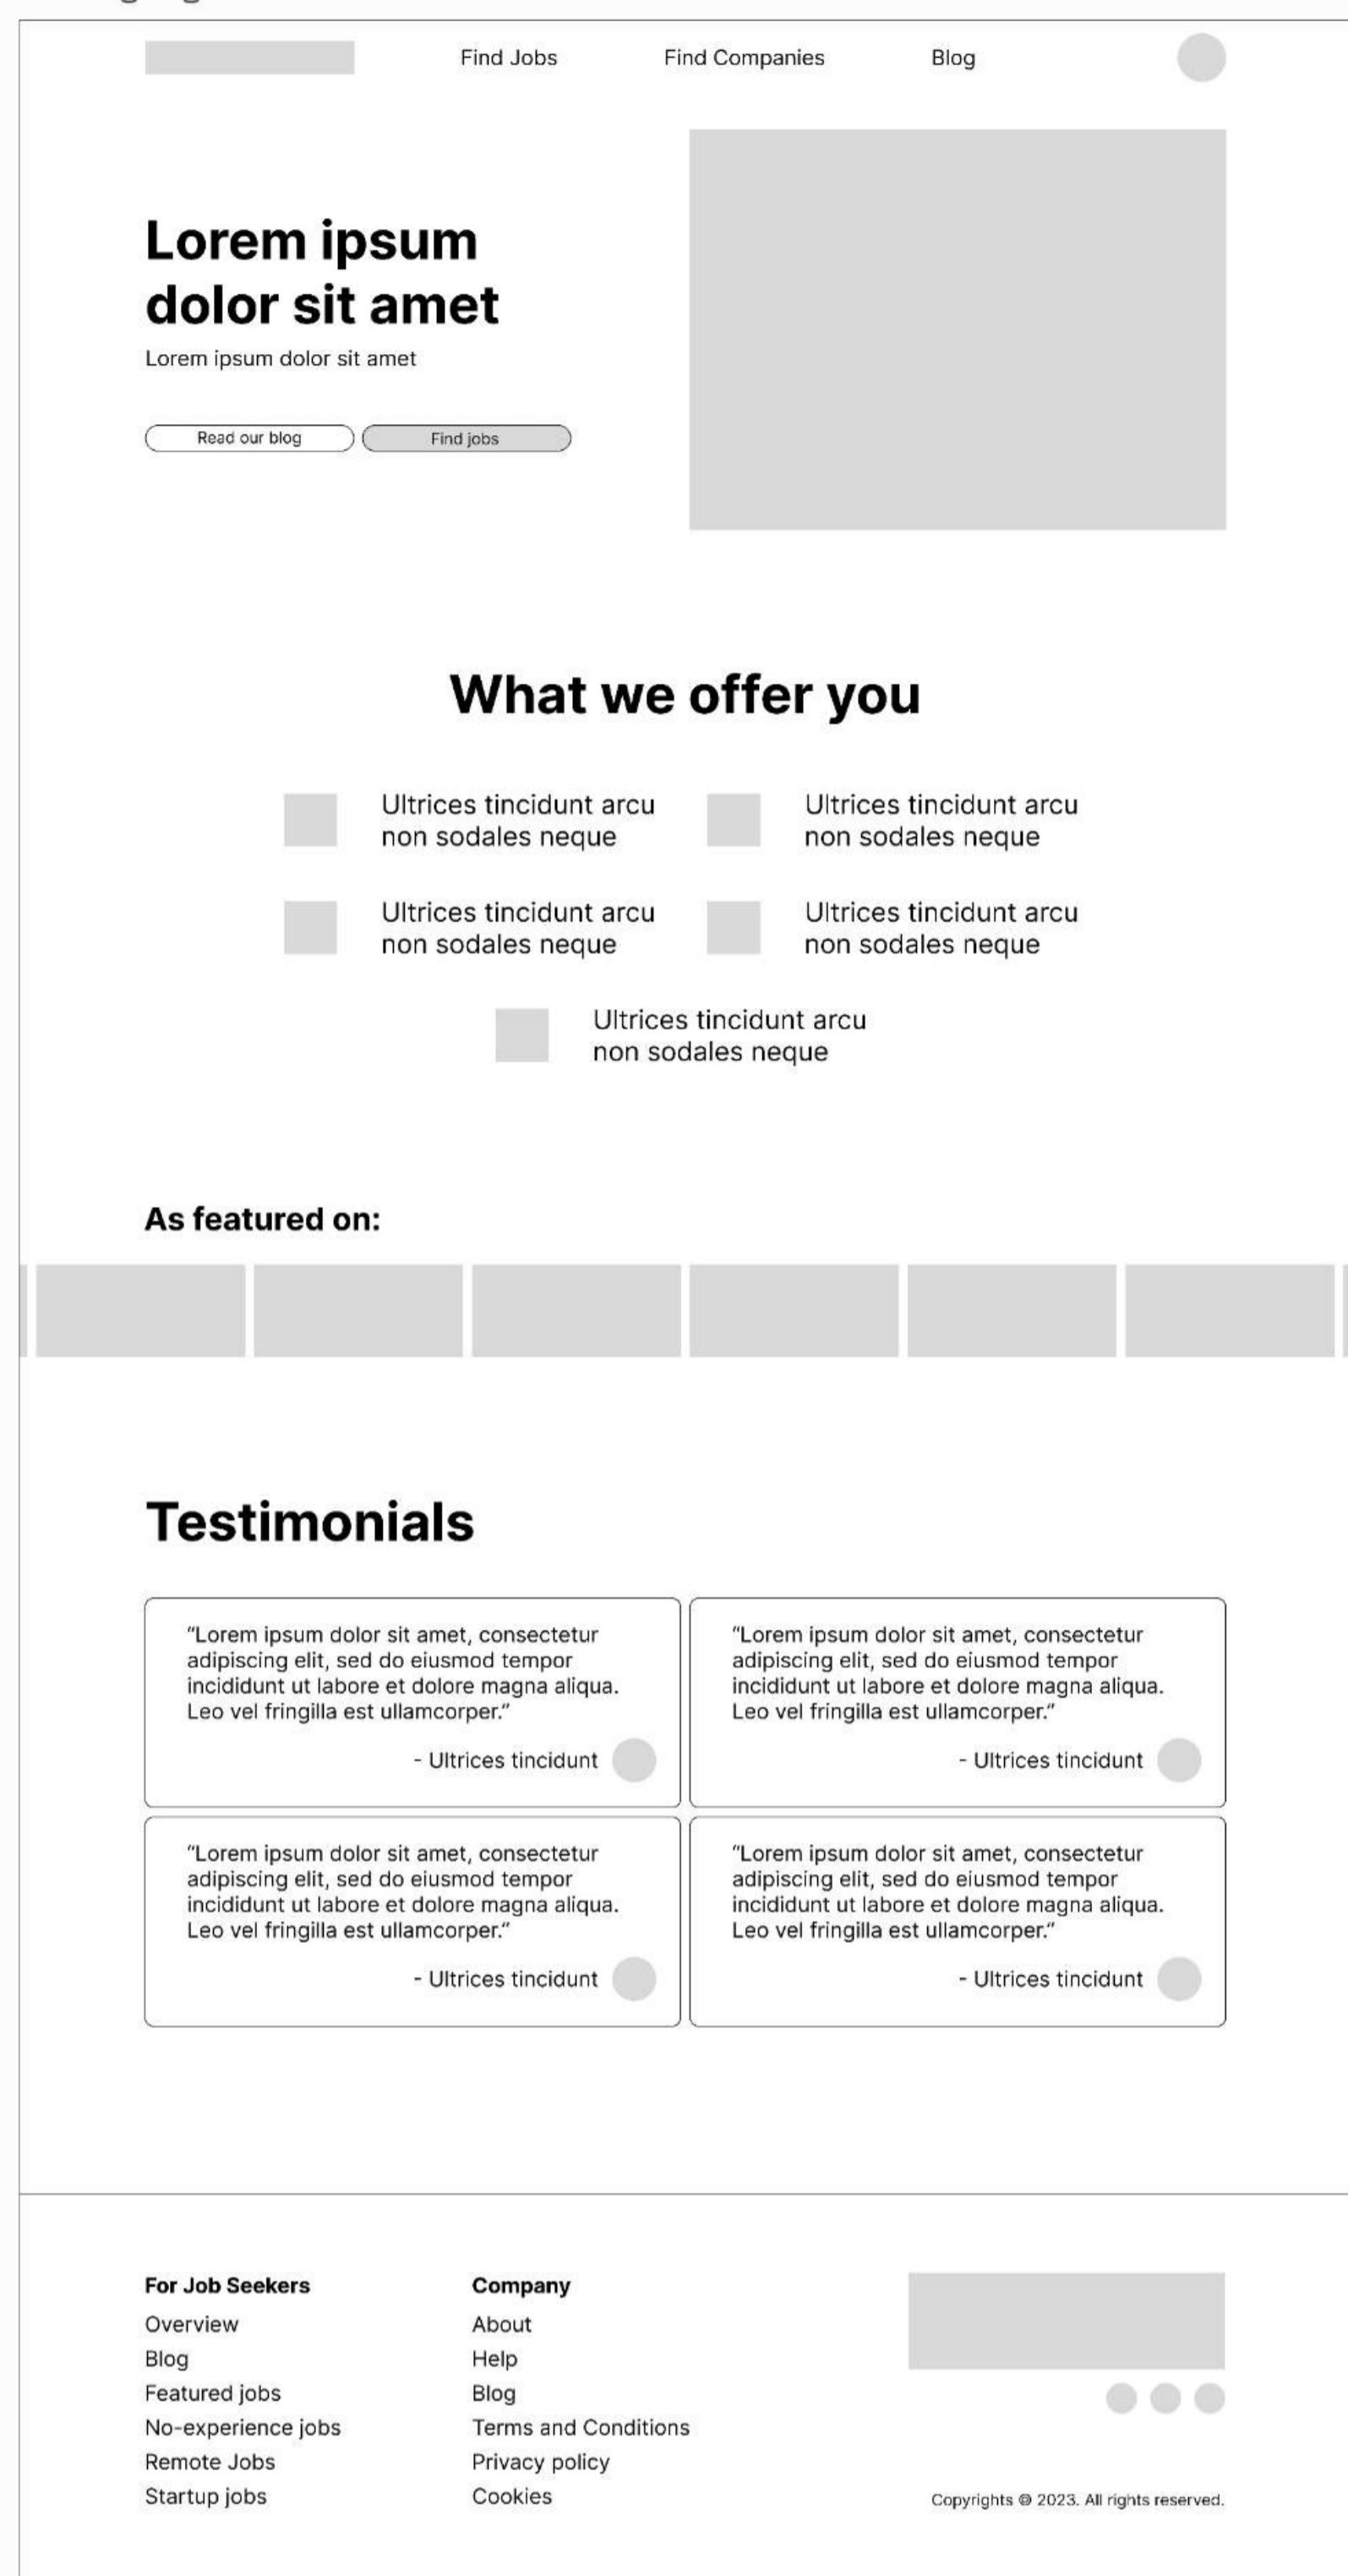 Find Jobs
Find Companies
Blog
Lorem ipsum
dolor sit amet
Lorem ipsum dolor sit amet
Read our blog
Find jobs
What we offer you
Ultrices tincidunt arcu
non sodales neque
Ultrices tincidunt arcu
non sodales neque
Ultrices tincidunt arcu
non sodales neque
Ultrices tincidunt arcu
non sodales neque
Ultrices tincidunt arcu
non sodales neque
As featured on:
Testimonials
“Lorem ipsum dolor sit amet, consectetur
adipiscing elit, sed do eiusmod tempor
incididunt ut labore et dolore magna aliqua.
Leo vel fringilla est ullamcorper.”
- Ultrices tincidunt
“Lorem ipsum dolor sit amet, consectetur
adipiscing elit, sed do eiusmod tempor
incididunt ut labore et dolore magna aliqua.
Leo vel fringilla est ullamcorper.”
- Ultrices tincidunt
“Lorem ipsum dolor sit amet, consectetur
adipiscing elit, sed do eiusmod tempor
incididunt ut labore et dolore magna aliqua.
Leo vel fringilla est ullamcorper.”
- Ultrices tincidunt
“Lorem ipsum dolor sit amet, consectetur
adipiscing elit, sed do eiusmod tempor
incididunt ut labore et dolore magna aliqua.
Leo vel fringilla est ullamcorper.”
- Ultrices tincidunt
For Job Seekers
Overview
Blog
Featured jobs
No-experience jobs
Remote Jobs
Startup jobs
Company
About
Help
Blog
Terms and Conditions
Privacy policy
Cookies
Copyrights © 2023. All rights reserved.